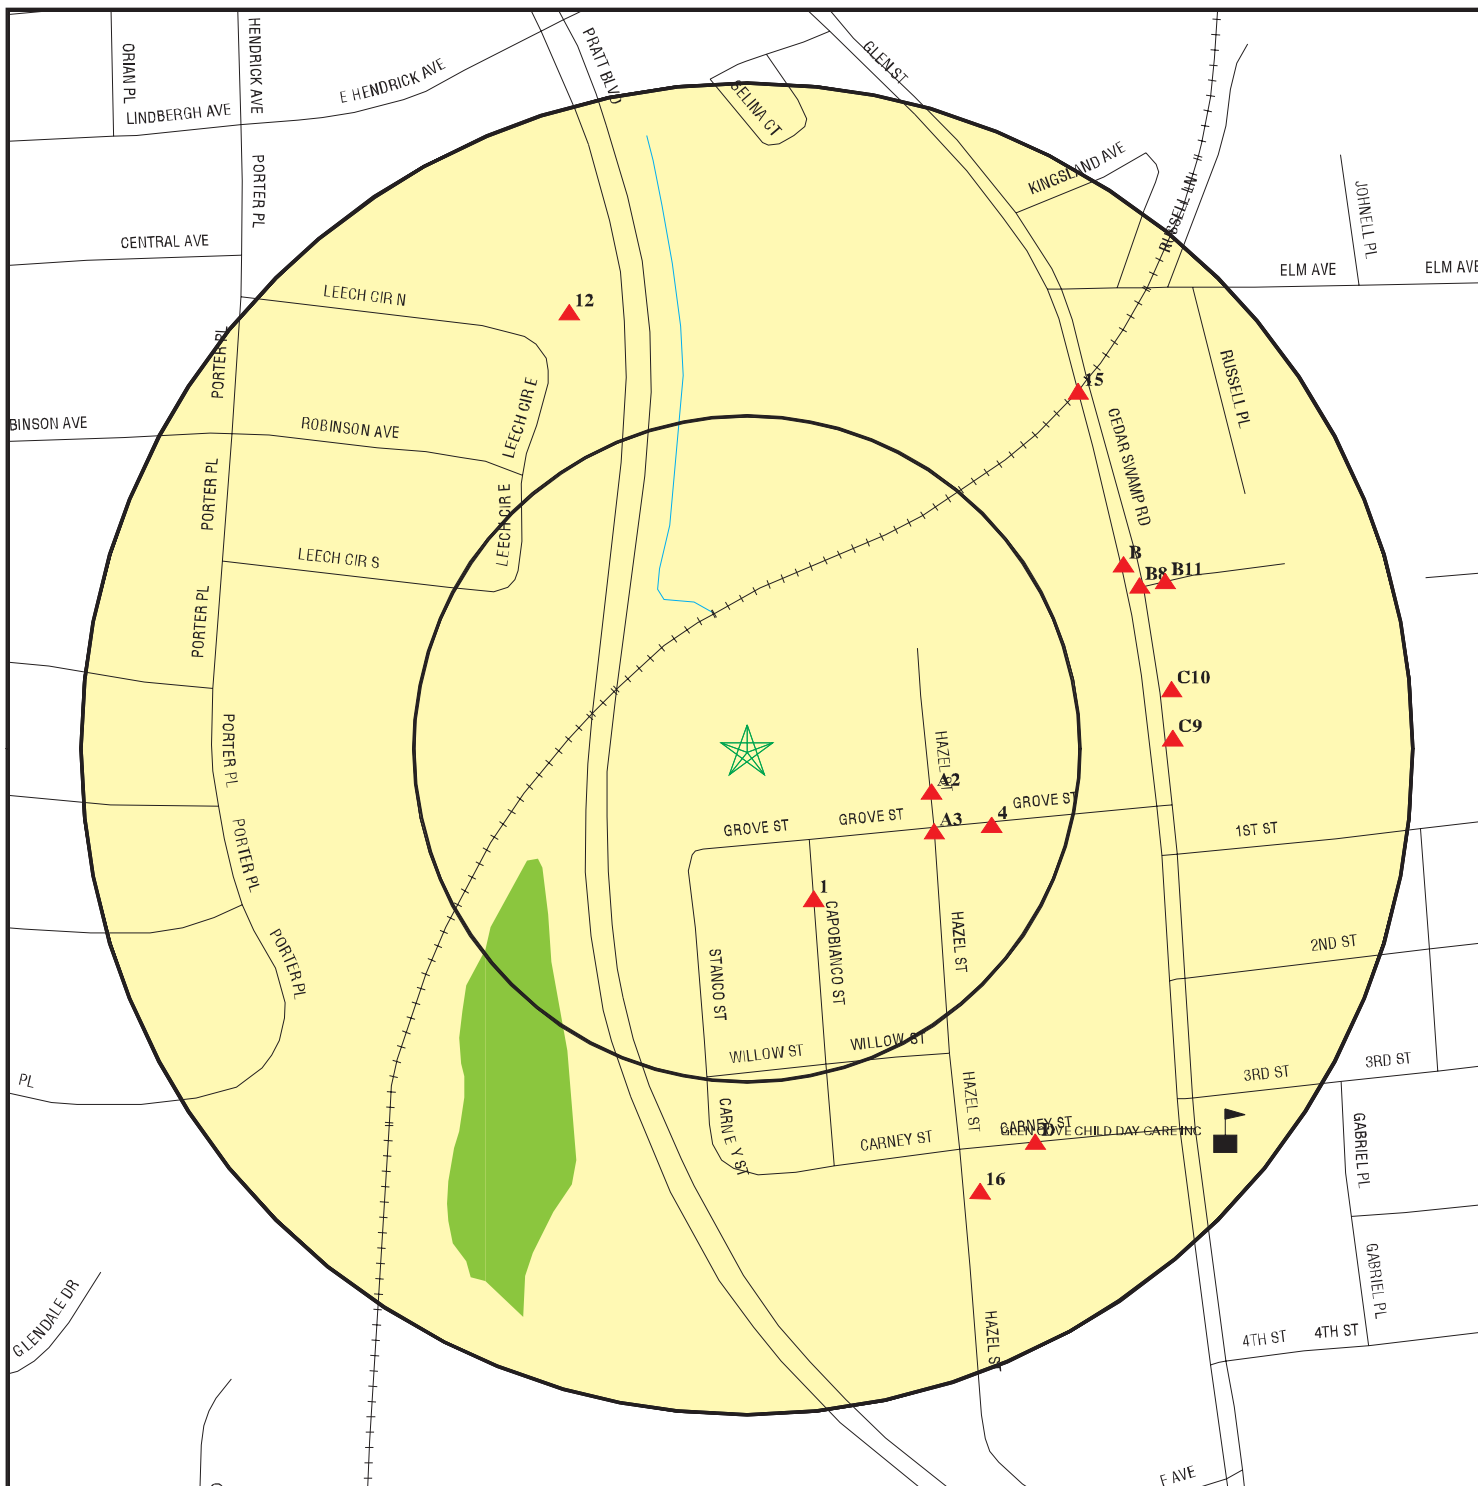 ORIAN PL
HENDRICK AVE
E HENDRICK AVE
LINDBERGH AVE
PRATT BLVD
SELINA CT
GLEN ST
KINGSLAND AVE
RUSSELL LN
JOHNELL PL
PORTER PL
CENTRAL AVE
ELM AVE
ELM AVE
LEECH CIR N
12
PORTER PL
LEECH CIR E
15
RUSSELL PL
BINSON AVE
ROBINSON AVE
CEDAR SWAMP RD
PORTER PL
LEECH CIR E
LEECH CIR S
B
B8
B11
PORTER PL
C10
C9
PORTER PL
HAZEL ST
A2
GROVE ST
GROVE ST
GROVE ST
A3
4
1ST ST
PORTER PL
1
CAPOBIANCO ST
HAZEL ST
2ND ST
PORTER PL
STANCO ST
WILLOW ST
WILLOW ST
PL
3RD ST
3RD ST
HAZEL ST
CARNEY ST
CARNEY ST
CARNEY ST
D
GLEN COVE CHILD DAY CARE INC
GABRIEL PL
16
GABRIEL PL
GLENDALE DR
HAZEL ST
4TH ST
4TH ST
F AVE